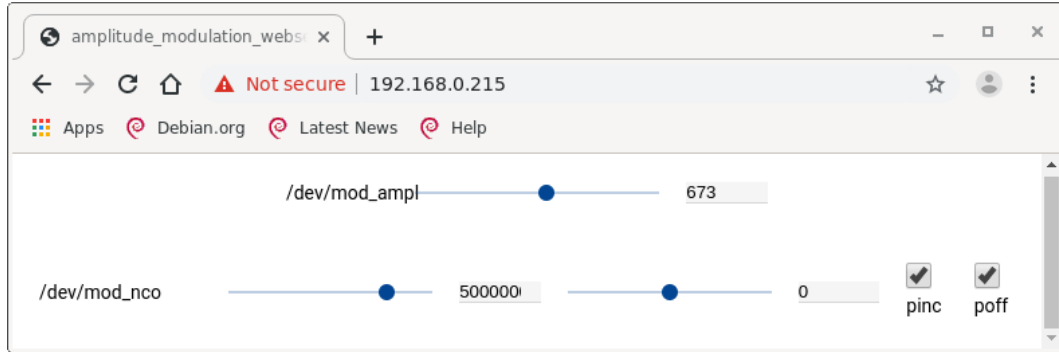 amplitude_modulation_webs
Not secure 192.168.0.215
Apps Debian.org Latest News Help
/dev/mod_ampl 673
/dev/mod_nco 500000 0
pinc poff